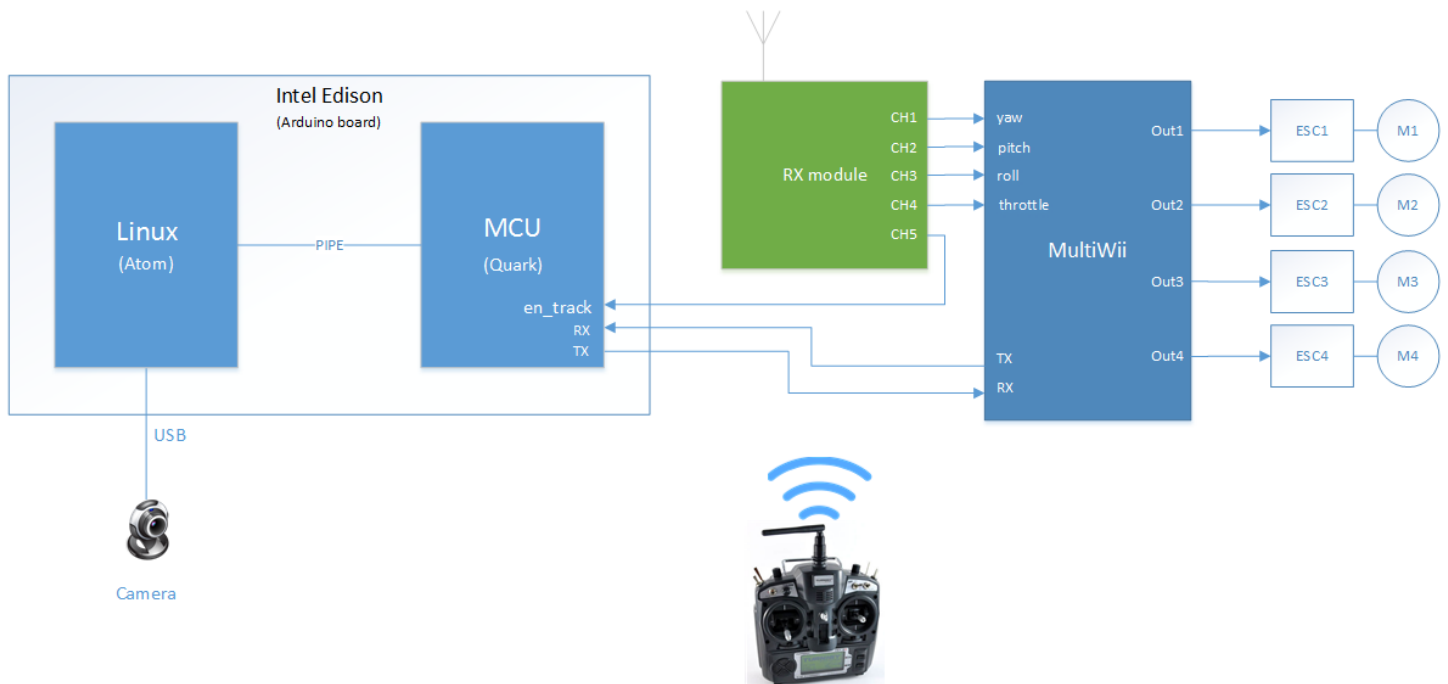 Intel Edison
(Arduino board)
Linux
(Atom)
PIPE
MCU
(Quark)
en_track
RX
TX
USB
Camera
RX module
CH1
CH2
CH3
CH4
CH5
yaw
pitch
roll
throttle
MultiWii
TX
RX
Out1
Out2
Out3
Out4
ESC1
M1
ESC2
M2
ESC3
M3
ESC4
M4